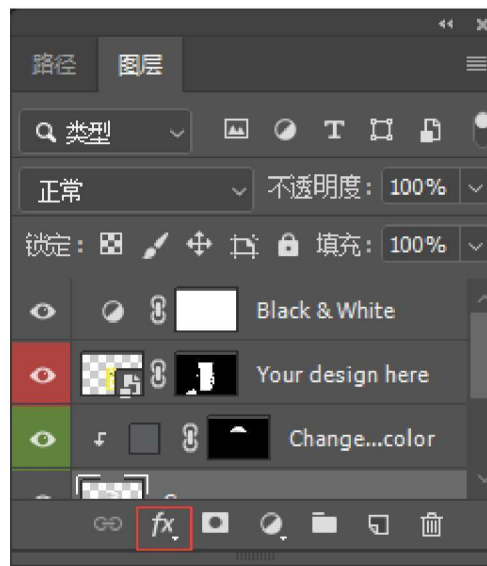 路径 图层
类型 T
正常 不透明度: 100%
锁定: 填充: 100%
Black & White
Your design here
Change...color
fx